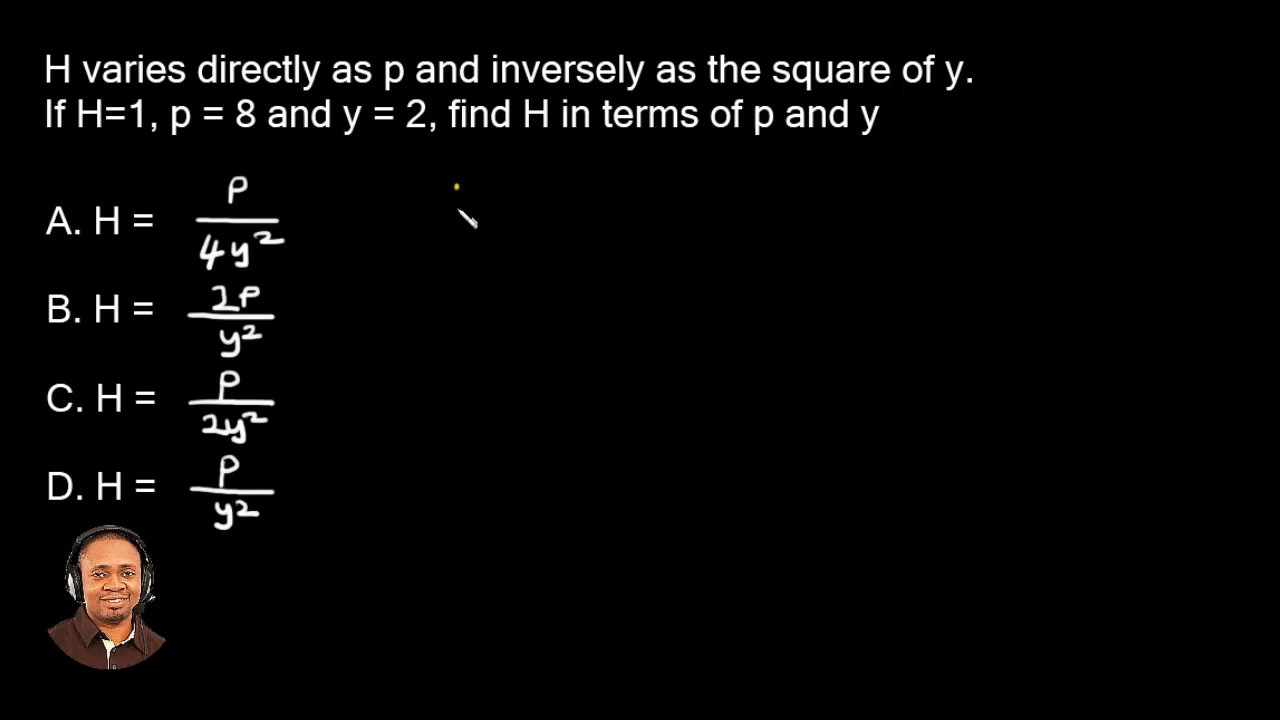 H varies directly as p and inversely as the square of y.
If H=1, p = 8 and y = 2, find H in terms of p and y
A. H = p / 4y²
B. H = 2p / y²
C. H = p / 2y²
D. H = p / y²